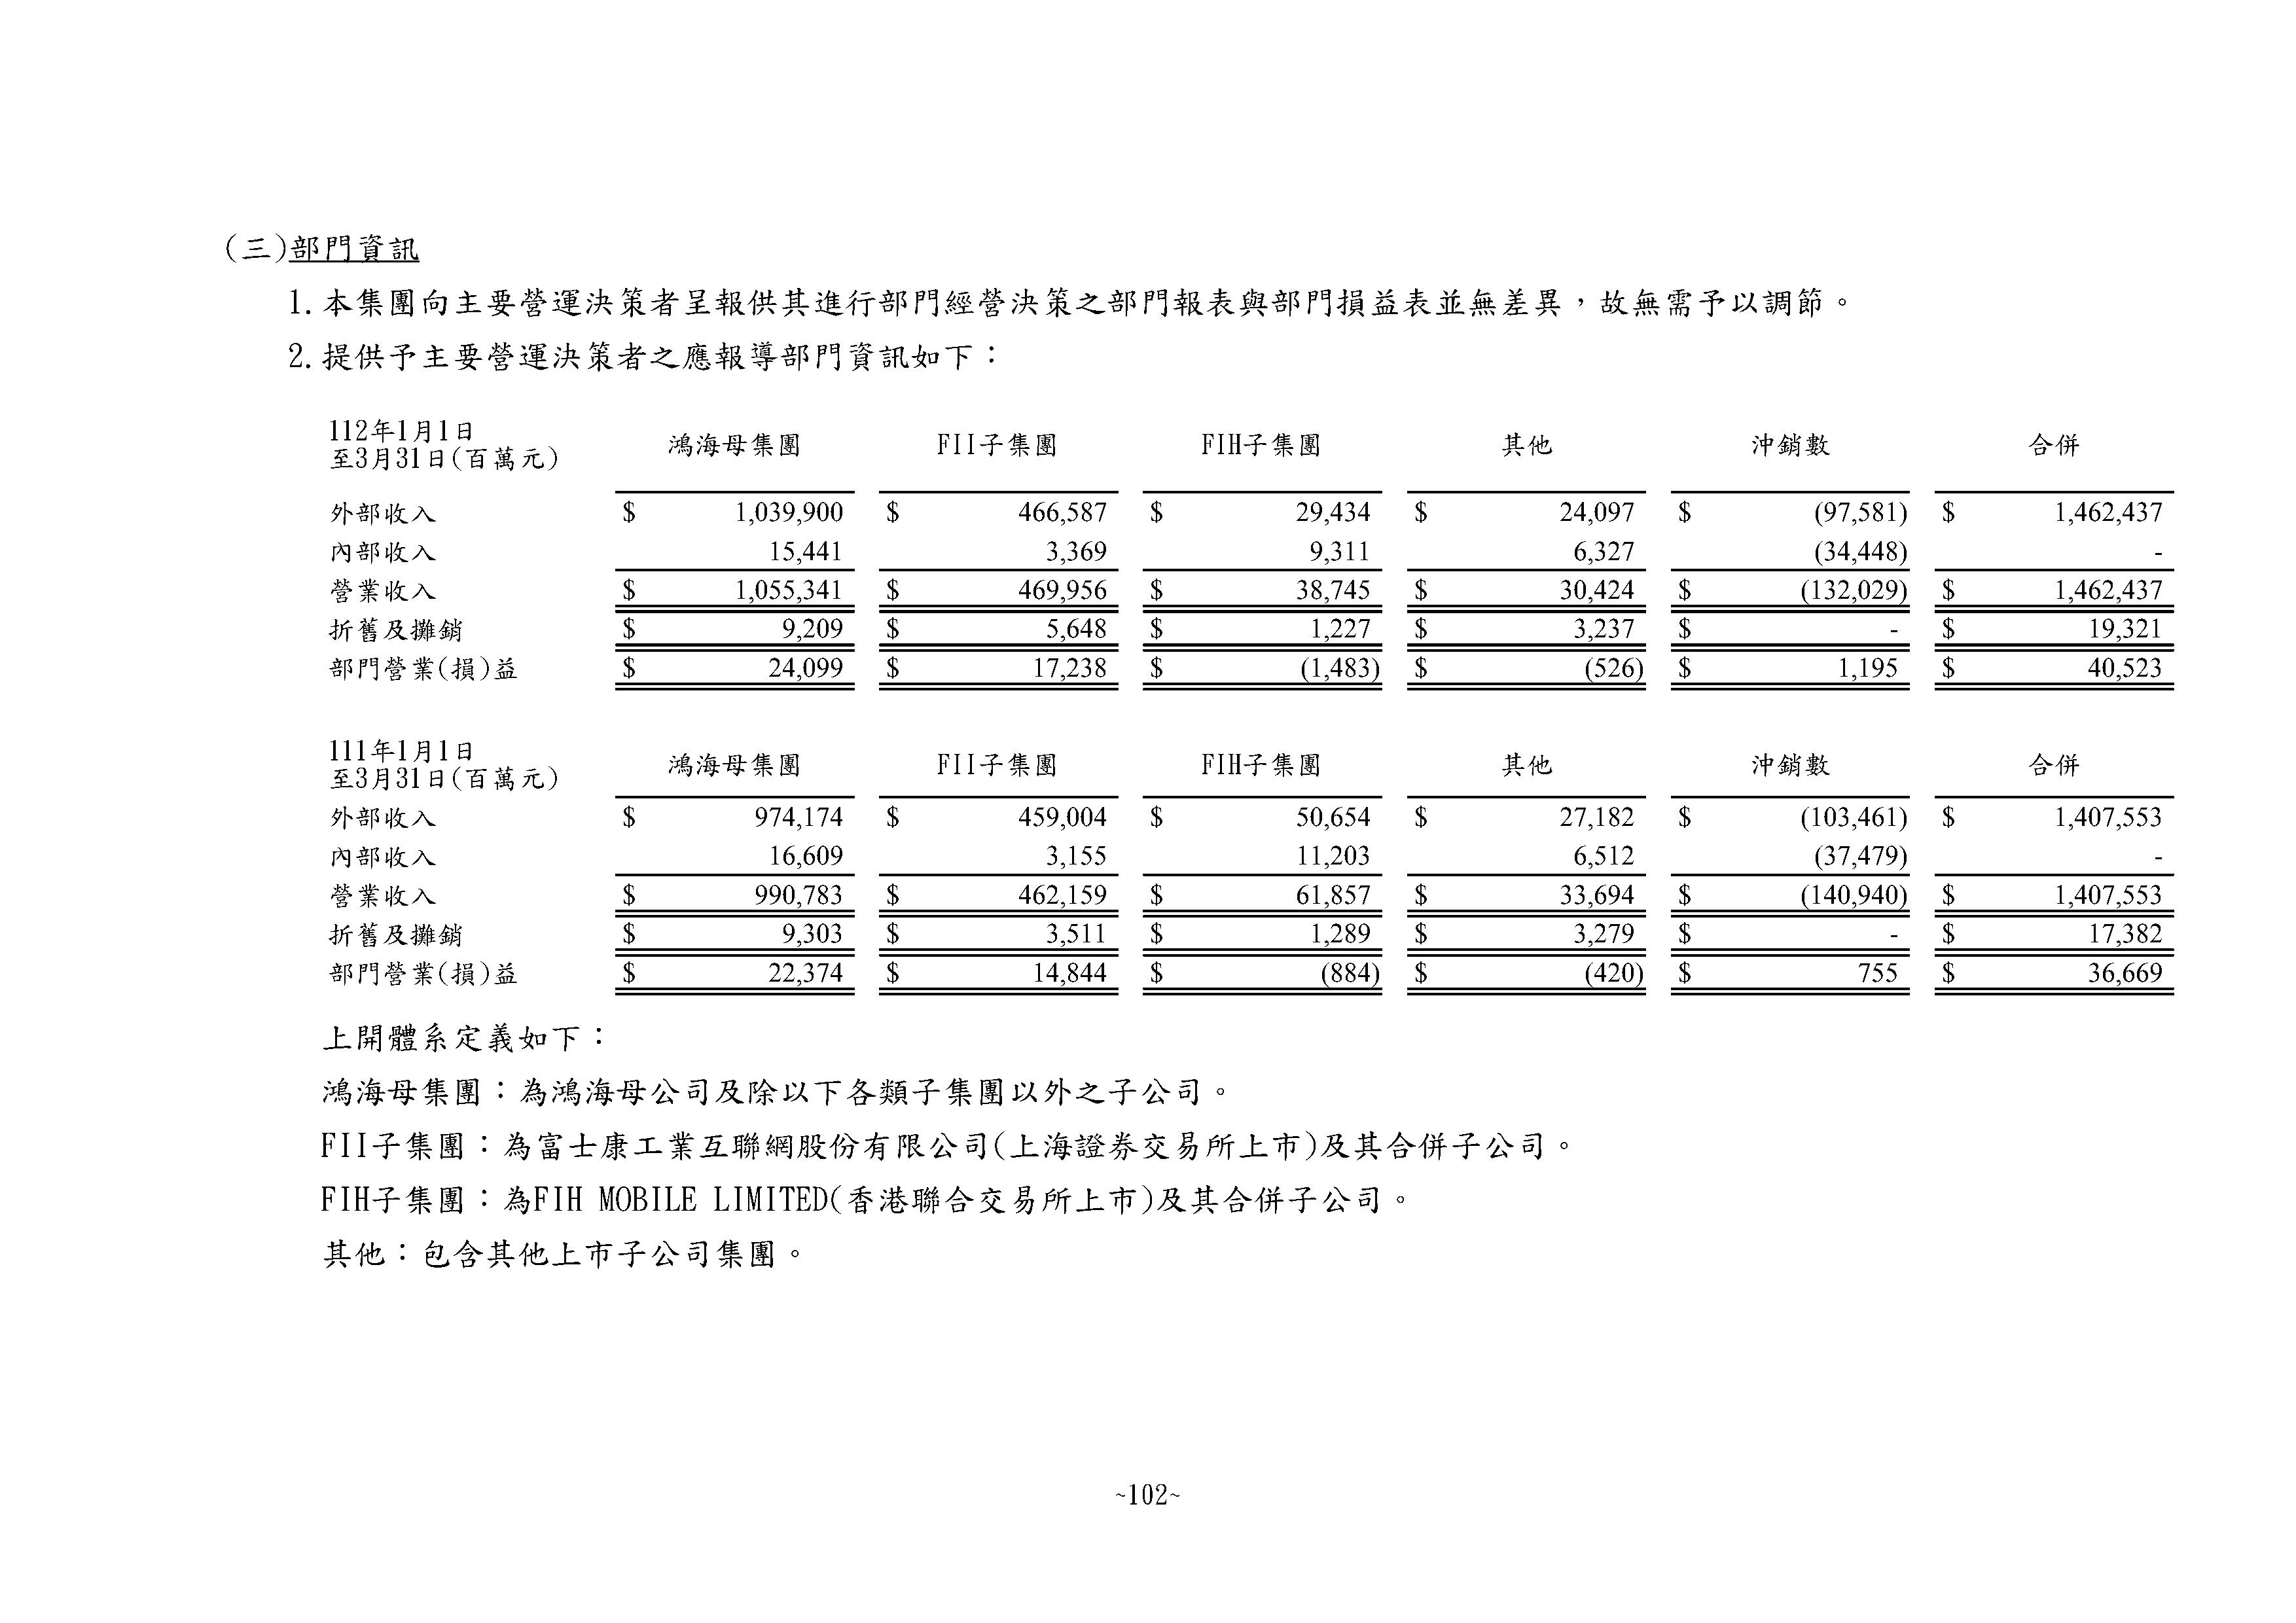 (三)部門資訊
1. 本集團向主要營運決策者呈報供其進行部門經營決策之部門報表與部門損益表並無差異，故無需予以調節。
2. 提供予主要營運決策者之應報導部門資訊如下：
112年1月1日
至3月31日(百萬元) 鴻海母集團 FII子集團 FIH子集團 其他 沖銷數 合併
外部收入 $ 1,039,900 $ 466,587 $ 29,434 $ 24,097 $ (97,581) $ 1,462,437
內部收入 15,441 3,369 9,311 6,327 (34,448) -
營業收入 $ 1,055,341 $ 469,956 $ 38,745 $ 30,424 $ (132,029) $ 1,462,437
折舊及攤銷 $ 9,209 $ 5,648 $ 1,227 $ 3,237 $ - $ 19,321
部門營業(損)益 $ 24,099 $ 17,238 $ (1,483) $ (526) $ 1,195 $ 40,523
111年1月1日
至3月31日(百萬元) 鴻海母集團 FII子集團 FIH子集團 其他 沖銷數 合併
外部收入 $ 974,174 $ 459,004 $ 50,654 $ 27,182 $ (103,461) $ 1,407,553
內部收入 16,609 3,155 11,203 6,512 (37,479) -
營業收入 $ 990,783 $ 462,159 $ 61,857 $ 33,694 $ (140,940) $ 1,407,553
折舊及攤銷 $ 9,303 $ 3,511 $ 1,289 $ 3,279 $ - $ 17,382
部門營業(損)益 $ 22,374 $ 14,844 $ (884) $ (420) $ 755 $ 36,669
上開體系定義如下：
鴻海母集團：為鴻海母公司及除以下各類子集團以外之子公司。
FII子集團：為富士康工業互聯網股份有限公司(上海證券交易所上市)及其合併子公司。
FIH子集團：為FIH MOBILE LIMITED(香港聯合交易所上市)及其合併子公司。
其他：包含其他上市子公司集團。
~102~